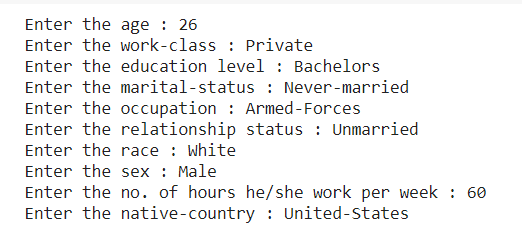 Enter the age : 26
Enter the work-class : Private
Enter the education level : Bachelors
Enter the marital-status : Never-married
Enter the occupation : Armed-Forces
Enter the relationship status : Unmarried
Enter the race : White
Enter the sex : Male
Enter the no. of hours he/she work per week : 60
Enter the native-country : United-States